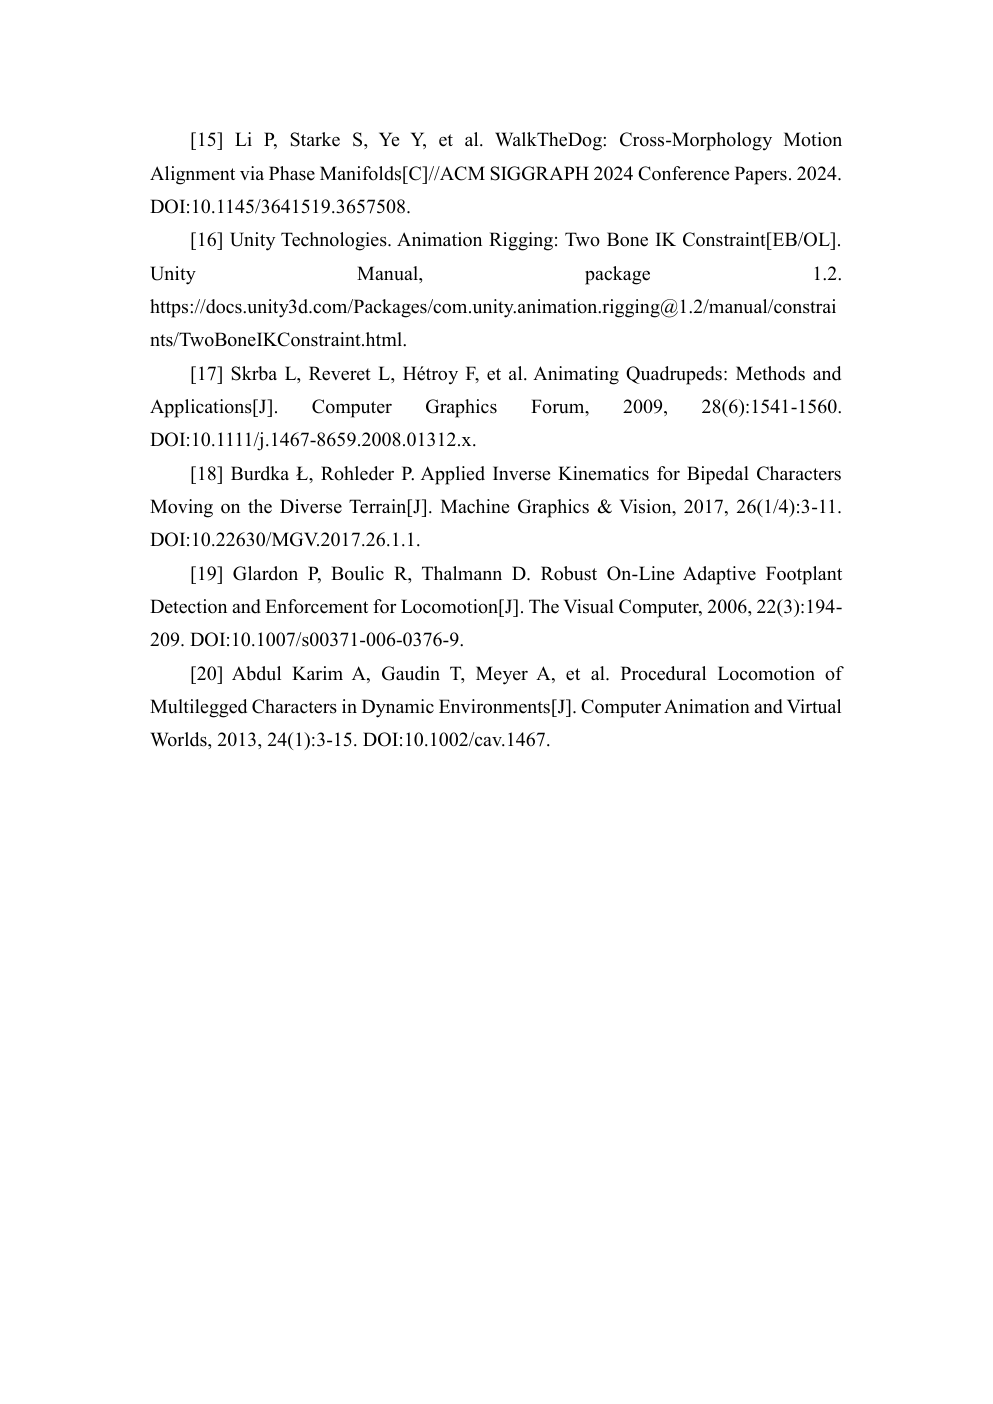 [15] Li P, Starke S, Ye Y, et al. WalkTheDog: Cross-Morphology Motion
Alignment via Phase Manifolds[C]//ACM SIGGRAPH 2024 Conference Papers. 2024.
DOI:10.1145/3641519.3657508.
[16] Unity Technologies. Animation Rigging: Two Bone IK Constraint[EB/OL].
Unity Manual, package 1.2.
https://docs.unity3d.com/Packages/com.unity.animation.rigging@1.2/manual/constrai
nts/TwoBoneIKConstraint.html.
[17] Skrba L, Reveret L, Hétroy F, et al. Animating Quadrupeds: Methods and
Applications[J]. Computer Graphics Forum, 2009, 28(6):1541-1560.
DOI:10.1111/j.1467-8659.2008.01312.x.
[18] Burdka Ł, Rohleder P. Applied Inverse Kinematics for Bipedal Characters
Moving on the Diverse Terrain[J]. Machine Graphics & Vision, 2017, 26(1/4):3-11.
DOI:10.22630/MGV.2017.26.1.1.
[19] Glardon P, Boulic R, Thalmann D. Robust On-Line Adaptive Footplant
Detection and Enforcement for Locomotion[J]. The Visual Computer, 2006, 22(3):194-
209. DOI:10.1007/s00371-006-0376-9.
[20] Abdul Karim A, Gaudin T, Meyer A, et al. Procedural Locomotion of
Multilegged Characters in Dynamic Environments[J]. Computer Animation and Virtual
Worlds, 2013, 24(1):3-15. DOI:10.1002/cav.1467.